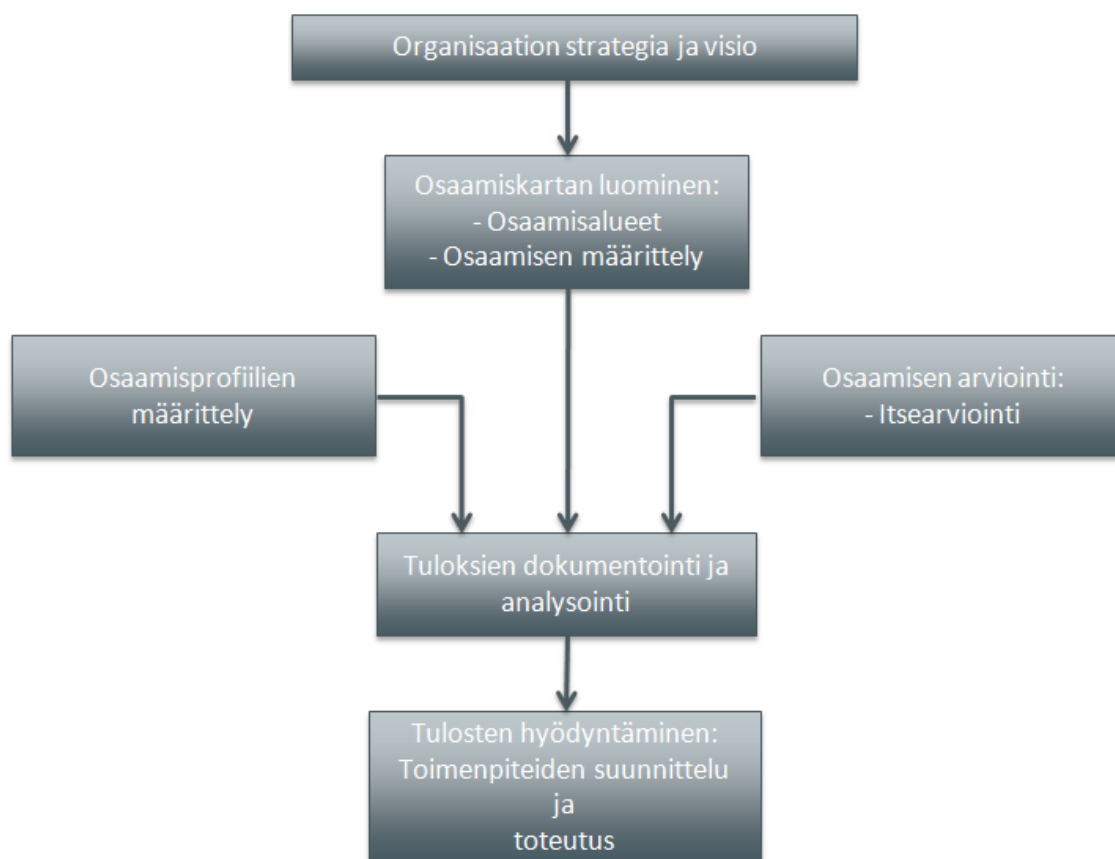 Organisaation strategia ja visio
Osaamiskartan luominen:
- Osaamisalueet
- Osaamisen määrittely
Osaamisprofiilien
määrittely
Osaamisen arviointi:
- Itsearviointi
Tuloksien dokumentointi ja
analysointi
Tulosten hyödyntäminen:
Toimenpiteiden suunnittelu
ja
toteutus